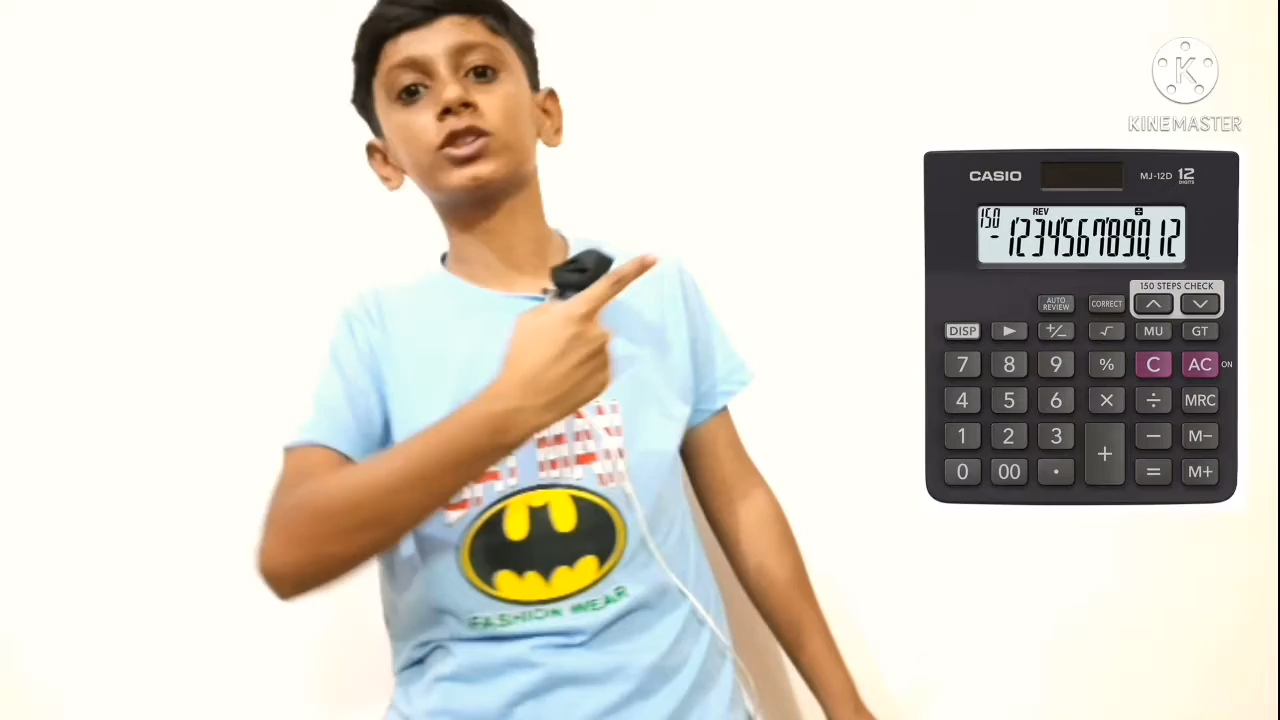 K
KINEMASTER
CASIO
MJ-12D 12
DIGITS
150 REV
-123456789012
150 STEPS CHECK
AUTO REVIEW CORRECT
DISP ▶ +/− √ MU GT
7 8 9 % C AC ON
4 5 6 × ÷ MRC
1 2 3 + − M−
0 00 · = M+
FASHION WEAR